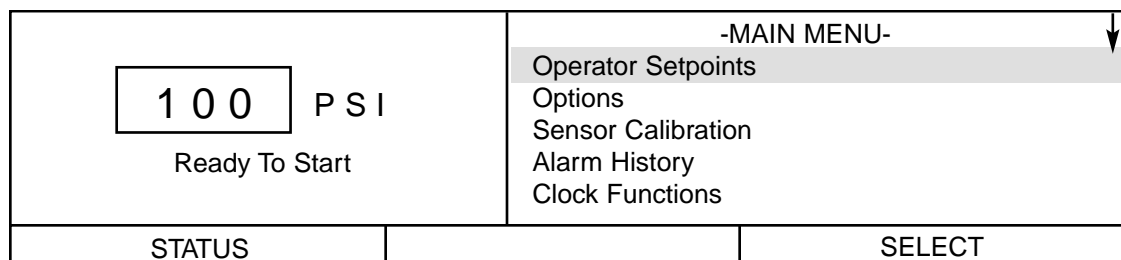 100 PSI
Ready To Start
-MAIN MENU-
Operator Setpoints
Options
Sensor Calibration
Alarm History
Clock Functions
STATUS
SELECT